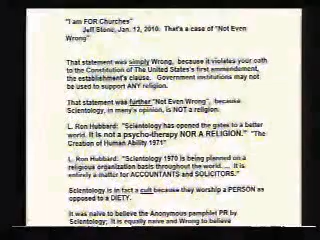 "I am FOR Churches"
Jeff Stone, Jan. 12, 2010. That's a case of "Not Even
Wrong"
That statement was simply Wrong, because it violates your oath
to the Constitution of The United States's first ammendement,
the establishment's clause. Government institutions may not
be used to support ANY religion.
That statement was further "Not Even Wrong", because
Scientology, in many's openion, is NOT a religion.
L. Ron Hubbard: "Scientology has opened the gates to a better
world. It is not a psycho-therapy NOR A RELIGION." "The
Creation of Human Ability 1971"
L. Ron Hubbard: "Scientology 1970 is being planned on a
religious organization basis throughout the world.... It is
entirely a matter for ACCOUNTANTS and SOLICITORS."
Scientology is in fact a cult because they worship a PERSON as
opposed to a DIETY.
It was naive to believe the Anonymous pamphlet PR by
Scientology; It is equally naive and Wrong to believe